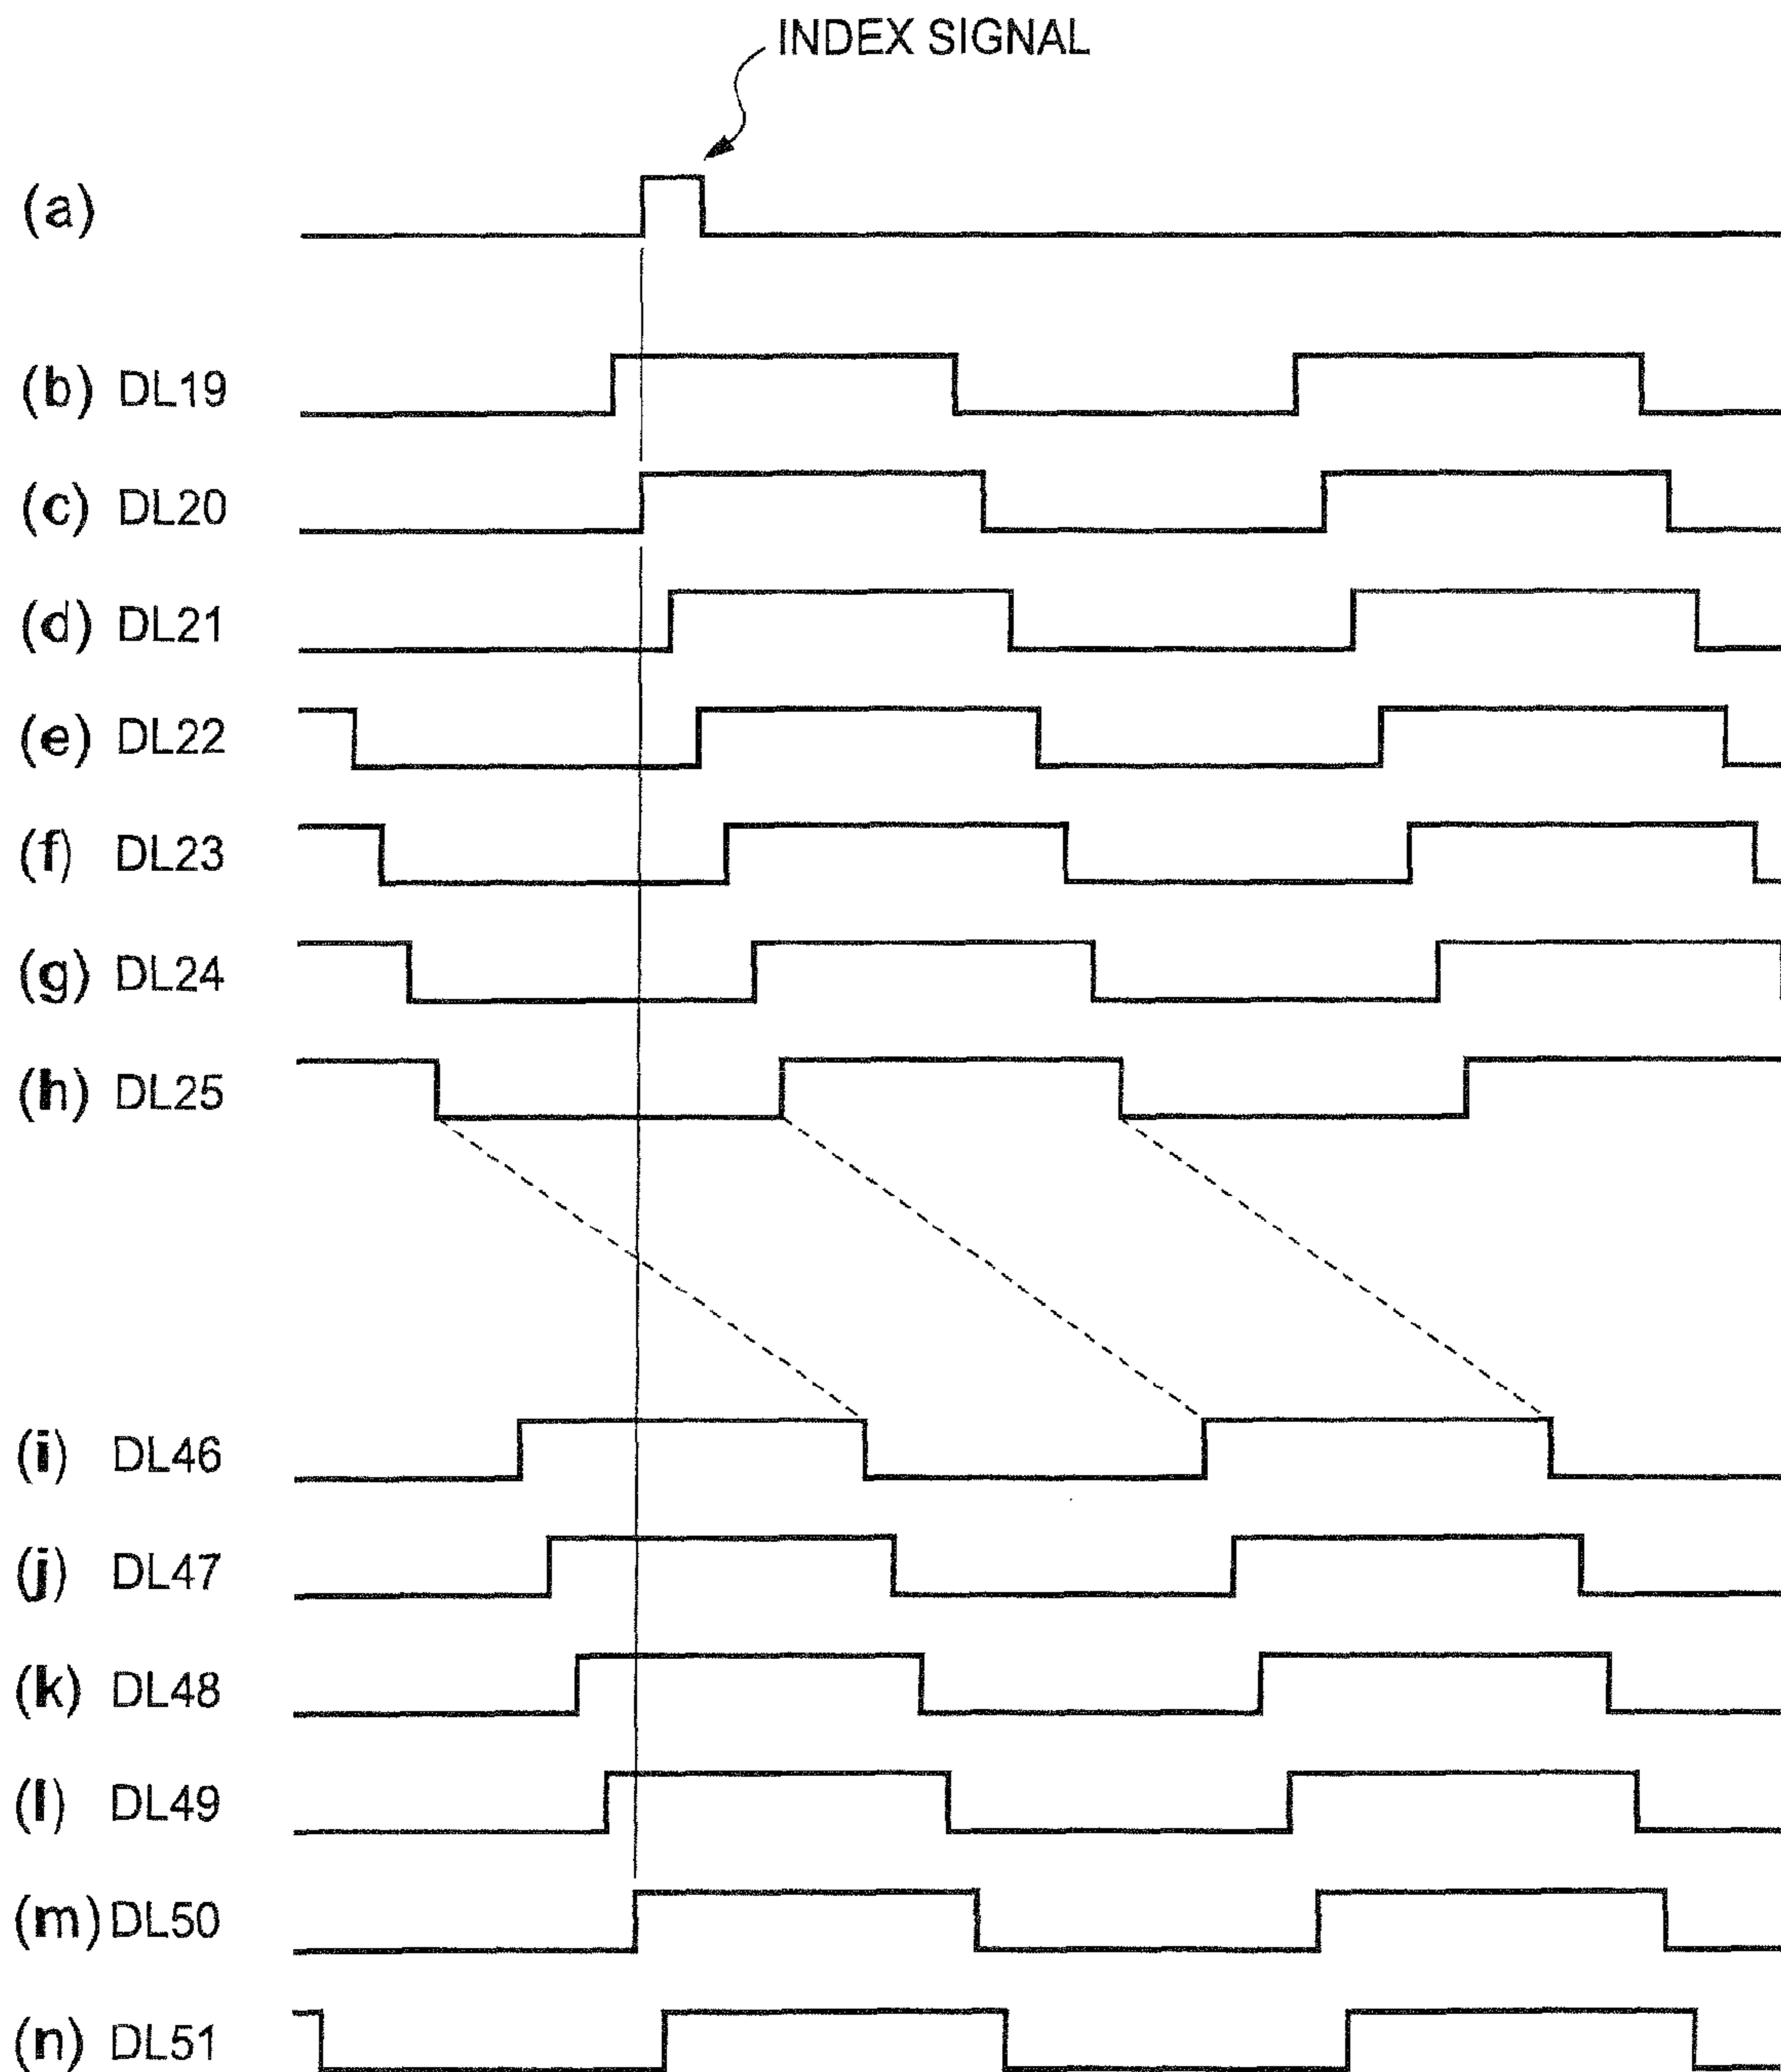 INDEX SIGNAL
(a)
(b) DL19
(c) DL20
(d) DL21
(e) DL22
(f) DL23
(g) DL24
(h) DL25
(i) DL46
(j) DL47
(k) DL48
(l) DL49
(m) DL50
(n) DL51